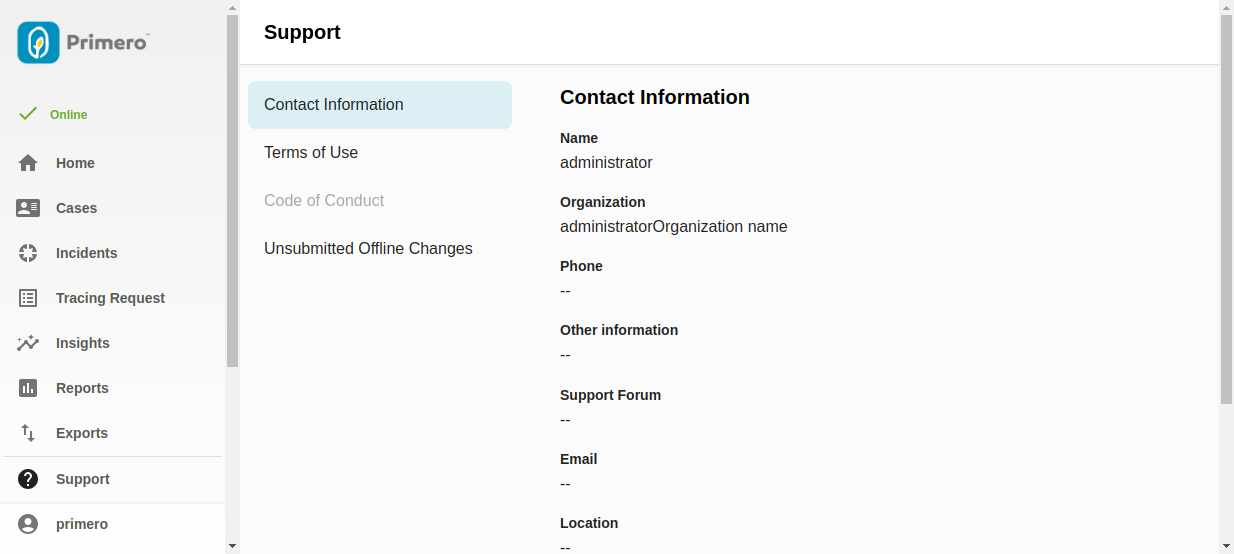 Primero™
Online
Home
Cases
Incidents
Tracing Request
Insights
Reports
Exports
Support
primero
Support
Contact Information
Terms of Use
Code of Conduct
Unsubmitted Offline Changes
Contact Information
Name
administrator
Organization
administratorOrganization name
Phone
--
Other information
--
Support Forum
--
Email
--
Location
--